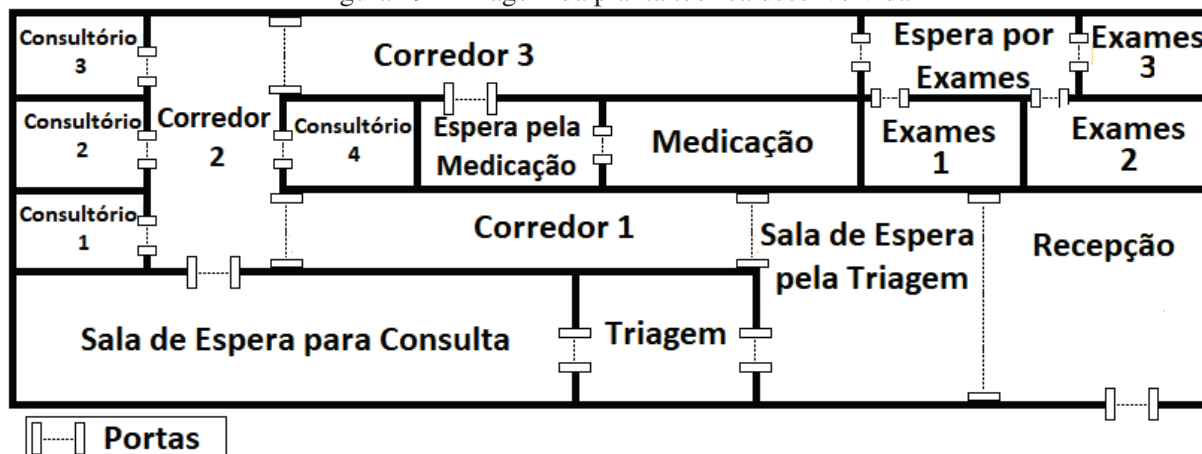 Consultório
3
Corredor 3
Espera por
Exames
Exames
3
Consultório
2
Corredor
2
Consultório
4
Espera pela
Medicação
Medicação
Exames
1
Exames
2
Consultório
1
Corredor 1
Sala de Espera
pela Triagem
Recepção
Sala de Espera para Consulta
Triagem
Portas